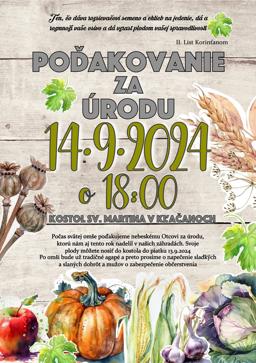 Ten, čo dáva rozsievačovi semeno a chlieb na jedenie, dá a
rozmnoží vaše osivo a dá vzrast plodom vašej spravodlivosti
II. List Korinťanom
POĎAKOVANIE
ZA
ÚRODU
14.9.2024
o 18:00
KOSTOL SV. MARTINA V KĽAČANOCH
Počas svätej omše poďakujeme nebeskému Otcovi za úrodu,
ktorú nám aj tento rok nadelil v našich záhradách. Svoje
plody môžete nosiť do kostola do piatku 13.9.2024
Po omši bude už tradičné agapé a preto prosíme o napečenie sladkých
a slaných dobrôt a mužov o zabezpečenie občerstvenia